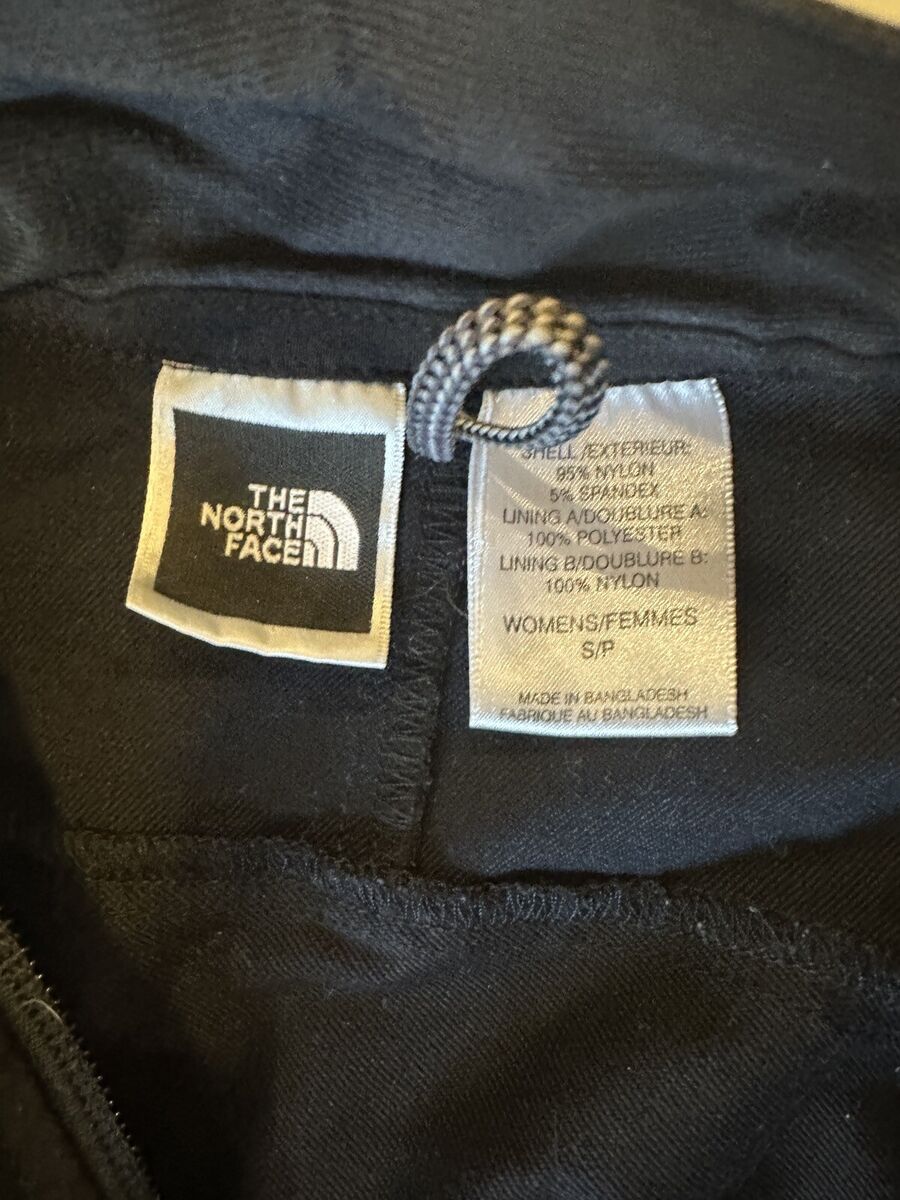 THE
NORTH
FACE
SHELL /EXTERIEUR:
95% NYLON
5% SPANDEX
LINING A/DOUBLURE A:
100% POLYESTER
LINING B/DOUBLURE B:
100% NYLON
WOMENS/FEMMES
S/P
MADE IN BANGLADESH
FABRIQUE AU BANGLADESH